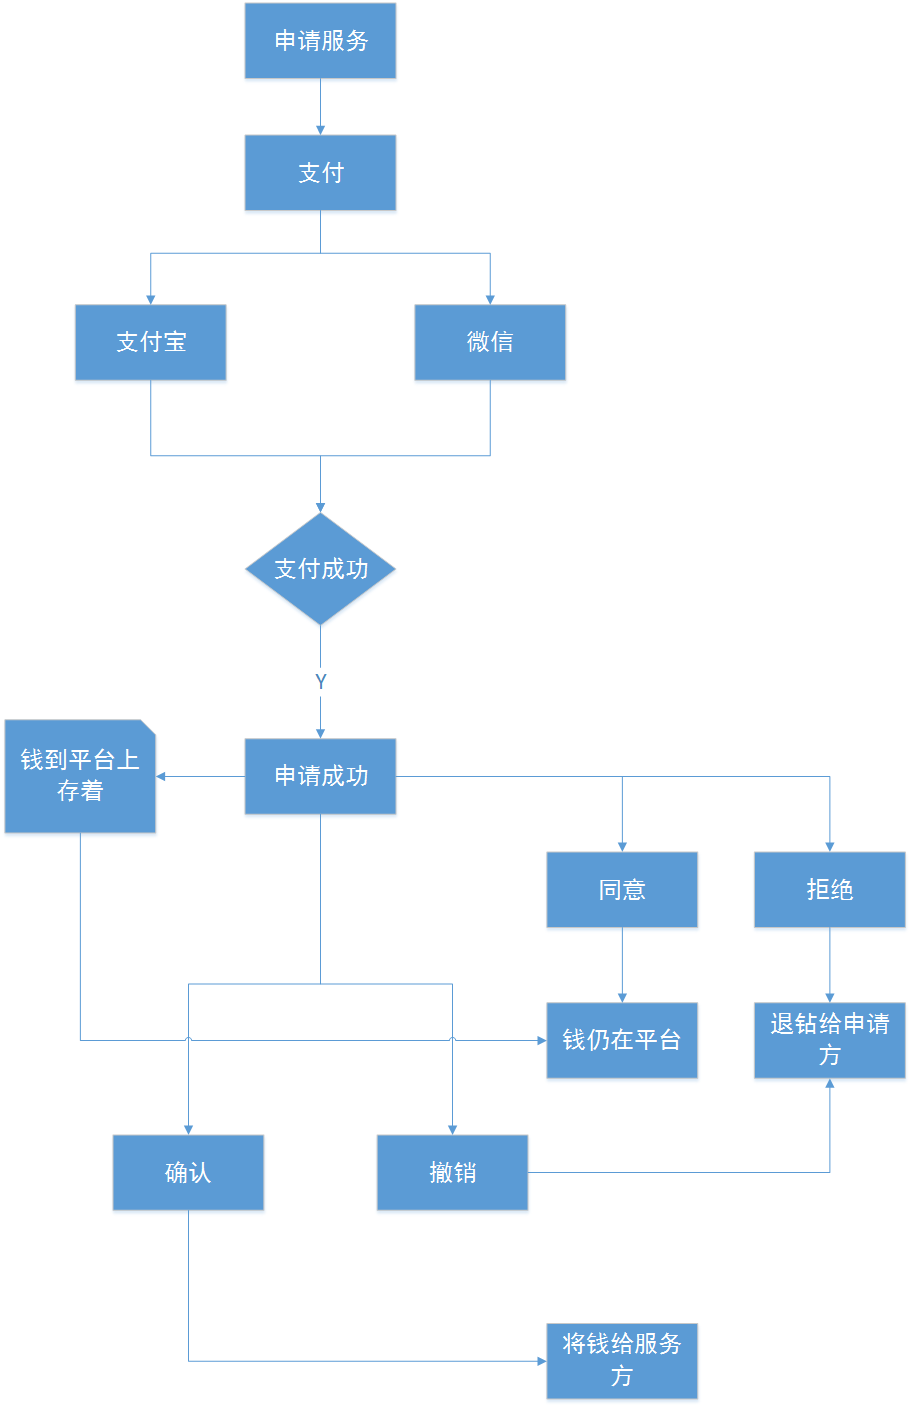 申请服务
支付
支付宝
微信
支付成功
Y
钱到平台上
存着
申请成功
同意
拒绝
钱仍在平台
退钻给申请
方
确认
撤销
将钱给服务
方